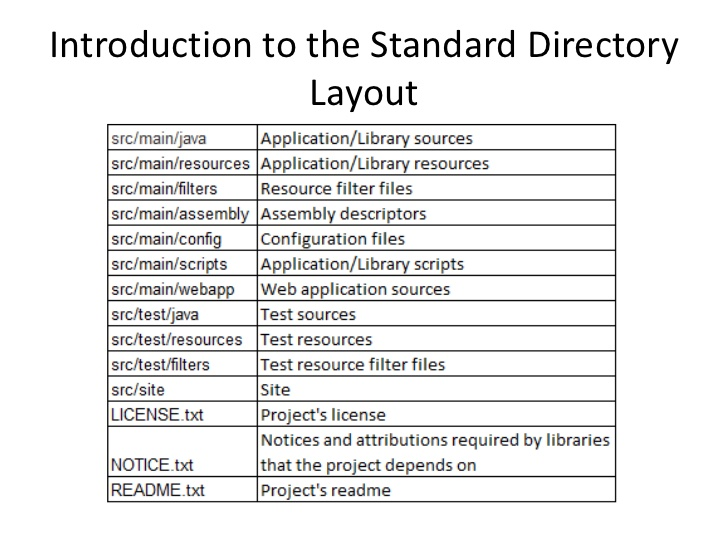 Introduction to the Standard Directory
Layout
src/main/java Application/Library sources
src/main/resources Application/Library resources
src/main/filters Resource filter files
src/main/assembly Assembly descriptors
src/main/config Configuration files
src/main/scripts Application/Library scripts
src/main/webapp Web application sources
src/test/java Test sources
src/test/resources Test resources
src/test/filters Test resource filter files
src/site Site
LICENSE.txt Project's license
Notices and attributions required by libraries
NOTICE.txt that the project depends on
README.txt Project's readme